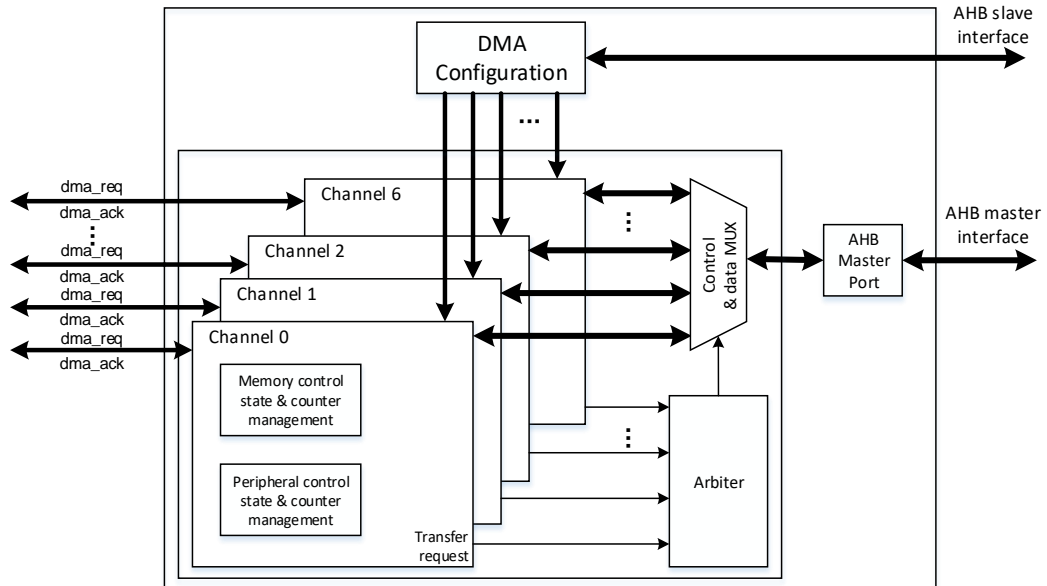 AHB slave
interface
DMA
Configuration
...
Channel 6
dma_req
dma_ack
...
...
AHB master
interface
Channel 2
dma_req
dma_ack
Control
& data MUX
AHB
Master
Port
Channel 1
dma_req
dma_ack
Channel 0
dma_req
dma_ack
Memory control
state & counter
management
...
Peripheral control
state & counter
management
Arbiter
Transfer
request